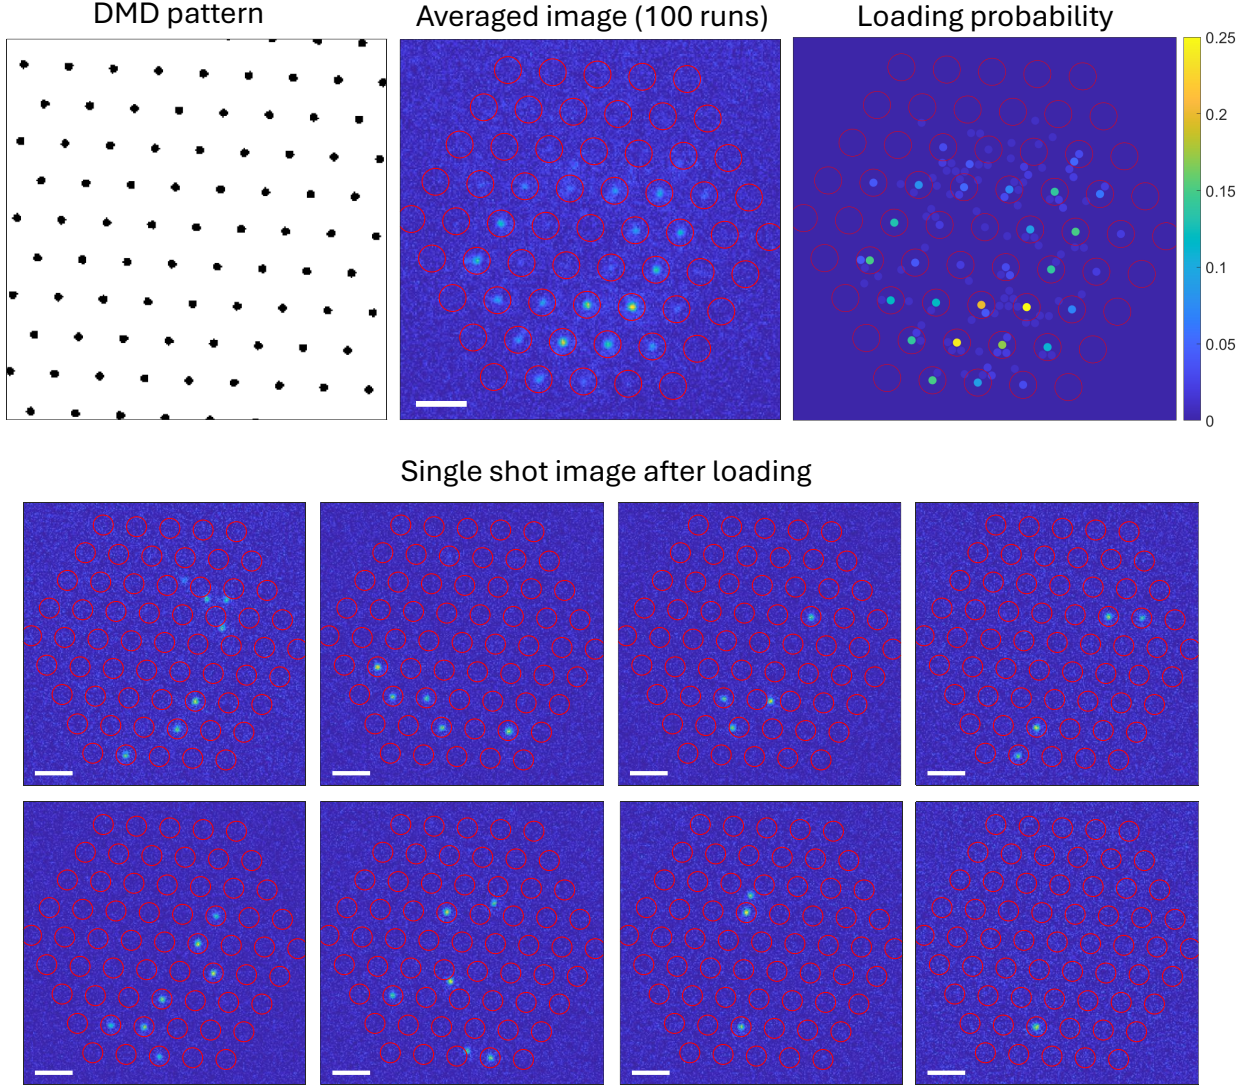 DMD pattern
Averaged image (100 runs)
Loading probability
0.25
0.2
0.15
0.1
0.05
0
Single shot image after loading